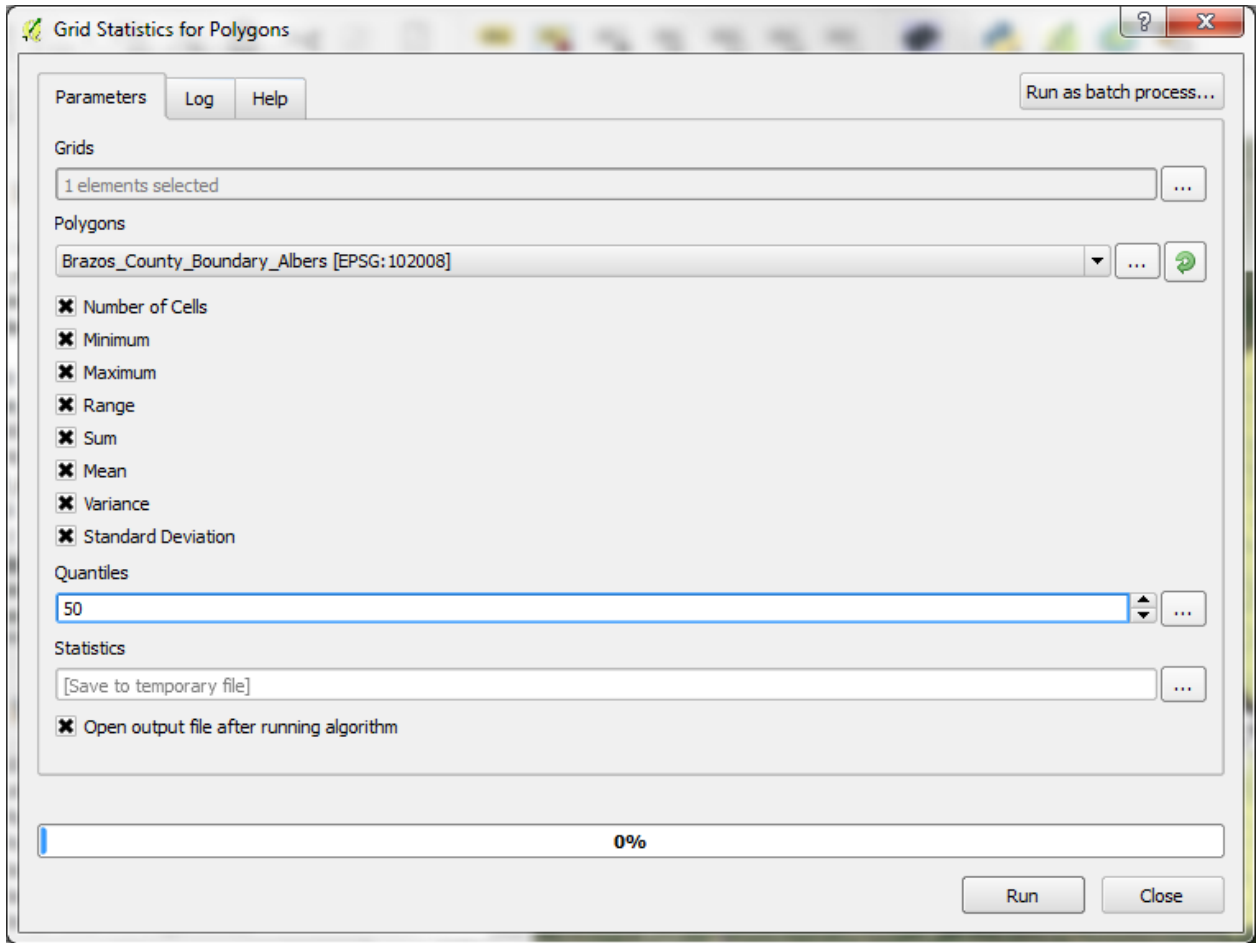 Grid Statistics for Polygons
Parameters
Log
Help
Run as batch process...
Grids
1 elements selected
...
Polygons
Brazos_County_Boundary_Albers [EPSG:102008]
...
Number of Cells
Minimum
Maximum
Range
Sum
Mean
Variance
Standard Deviation
Quantiles
50
...
Statistics
[Save to temporary file]
...
Open output file after running algorithm
0%
Run
Close